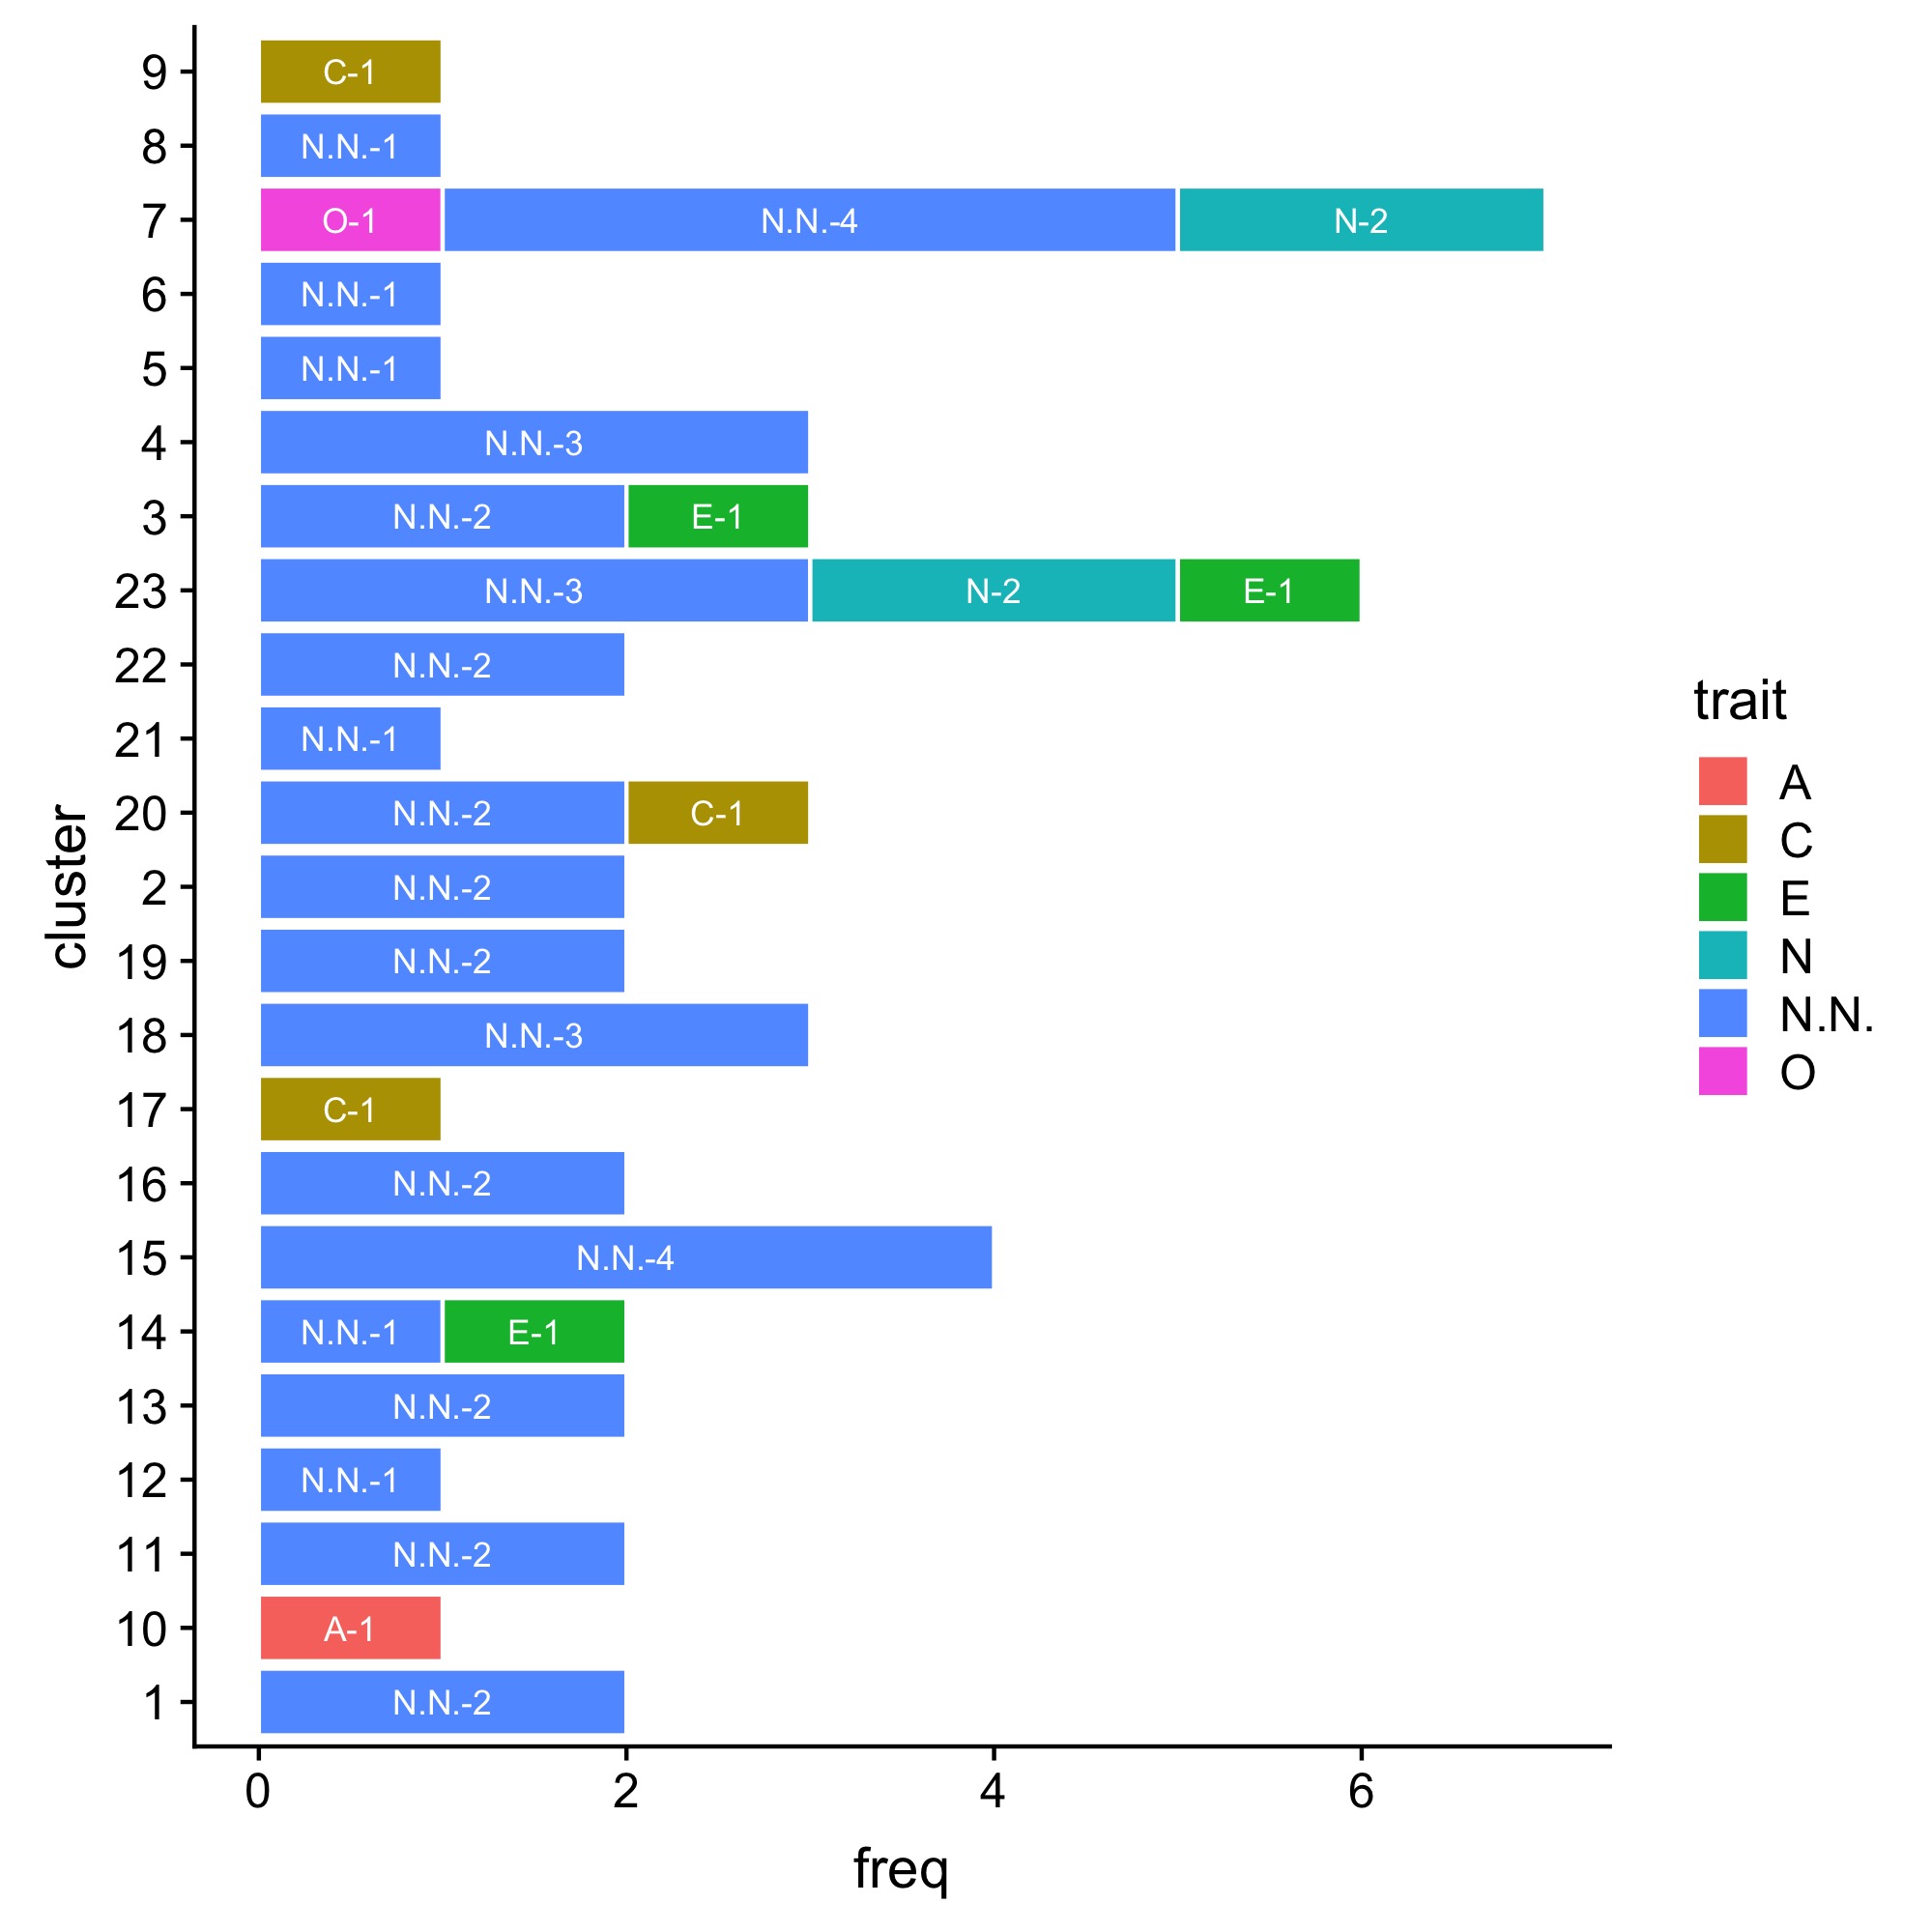 9 C-1
8 N.N.-1
7 O-1 N.N.-4 N-2
6 N.N.-1
5 N.N.-1
4 N.N.-3
3 N.N.-2 E-1
23 N.N.-3 N-2 E-1
22 N.N.-2
21 N.N.-1
20 N.N.-2 C-1
2 N.N.-2
19 N.N.-2
18 N.N.-3
17 C-1
16 N.N.-2
15 N.N.-4
14 N.N.-1 E-1
13 N.N.-2
12 N.N.-1
11 N.N.-2
10 A-1
1 N.N.-2
cluster
0 2 4 6
freq
trait
A
C
E
N
N.N.
O